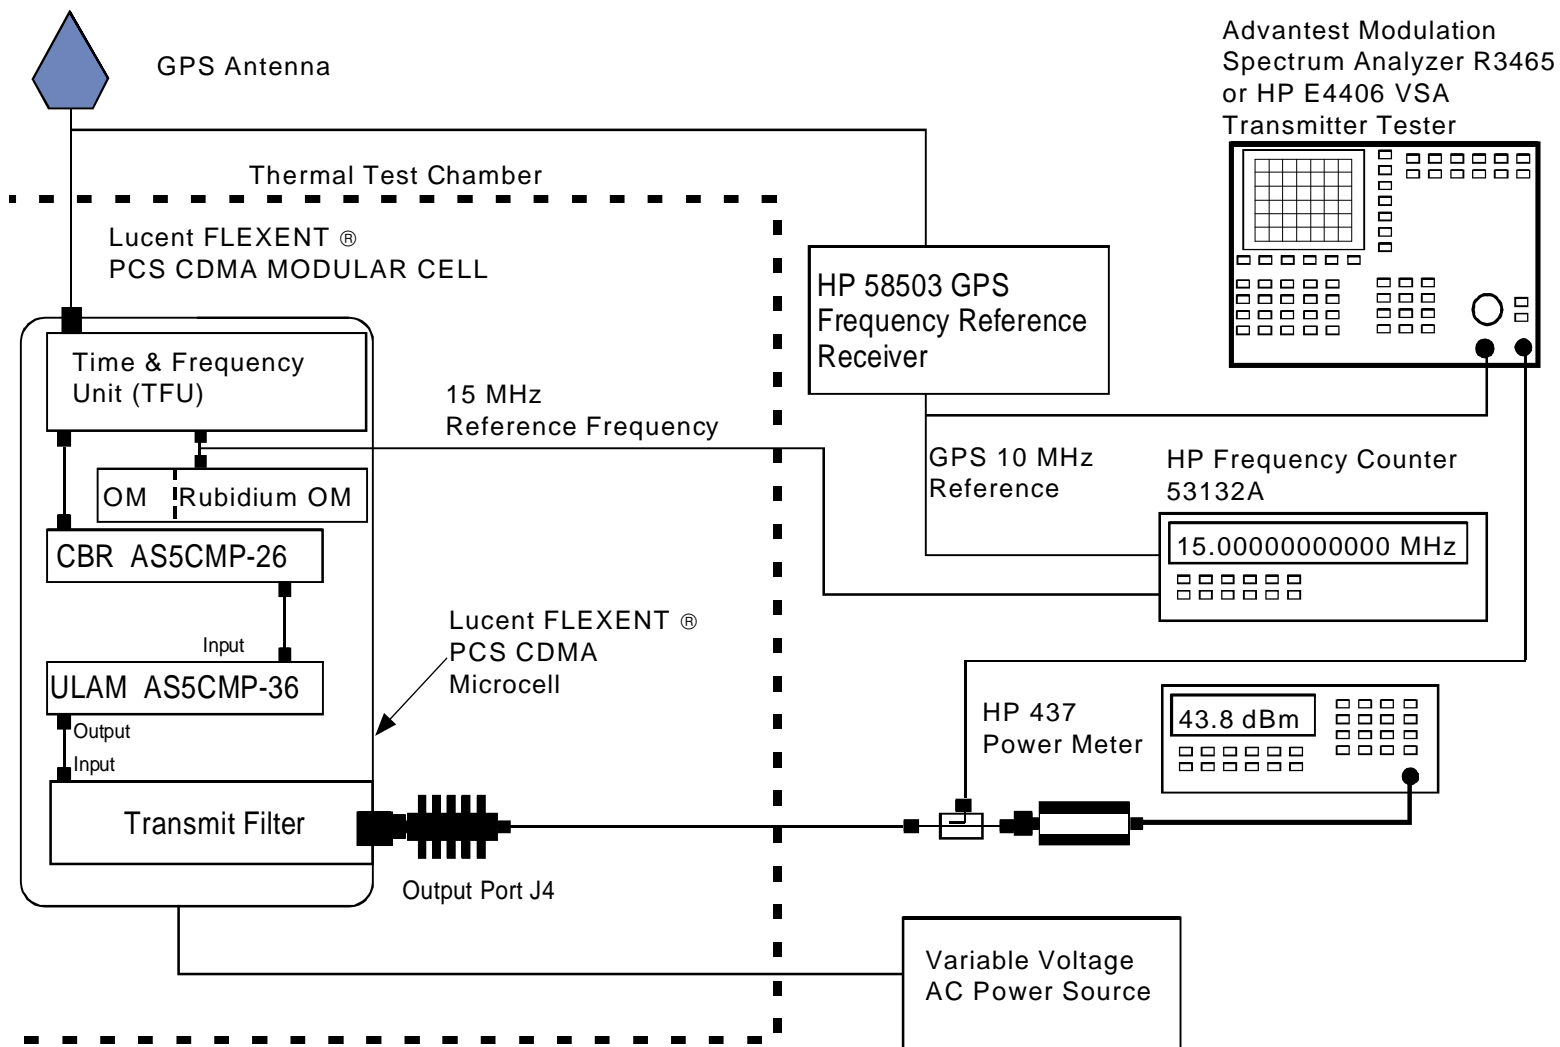 GPS Antenna
Advantest Modulation
Spectrum Analyzer R3465
or HP E4406 VSA
Transmitter Tester
Thermal Test Chamber
Lucent FLEXENT ®
PCS CDMA MODULAR CELL
HP 58503 GPS
Frequency Reference
Receiver
Time & Frequency
Unit (TFU)
15 MHz
Reference Frequency
GPS 10 MHz
Reference
HP Frequency Counter
53132A
OM
Rubidium OM
15.00000000000 MHz
CBR AS5CMP-26
Lucent FLEXENT ®
PCS CDMA
Microcell
Input
ULAM AS5CMP-36
Output
Input
HP 437
Power Meter
43.8 dBm
Transmit Filter
Output Port J4
Variable Voltage
AC Power Source